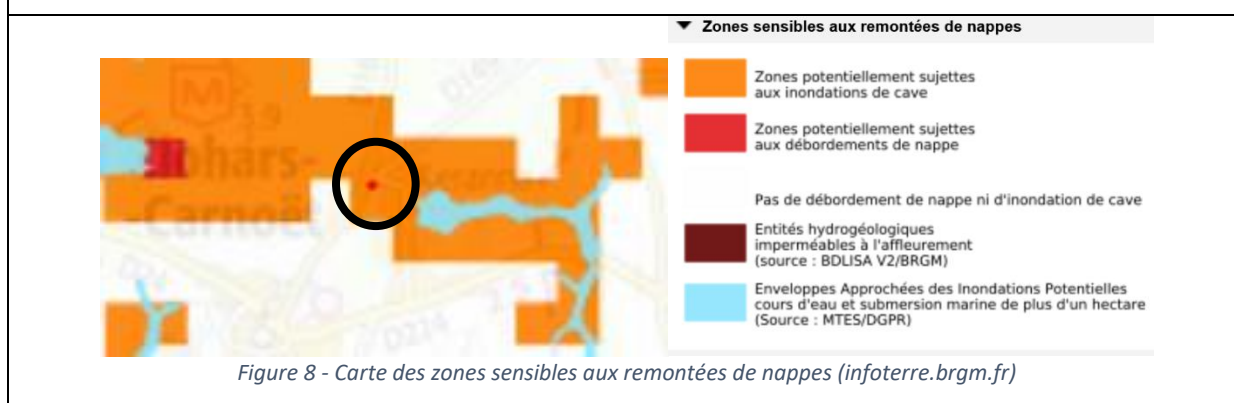 ▼ Zones sensibles aux remontées de nappes
Zones potentiellement sujettes
aux inondations de cave
Zones potentiellement sujettes
aux débordements de nappe
Pas de débordement de nappe ni d'inondation de cave
Entités hydrogéologiques
imperméables à l'affleurement
(source : BDLISA V2/BRGM)
Enveloppes Approchées des Inondations Potentielles
cours d'eau et submersion marine de plus d'un hectare
(Source : MTES/DGPR)
M
-Carnoët
D224
Figure 8 - Carte des zones sensibles aux remontées de nappes (infoterre.brgm.fr)